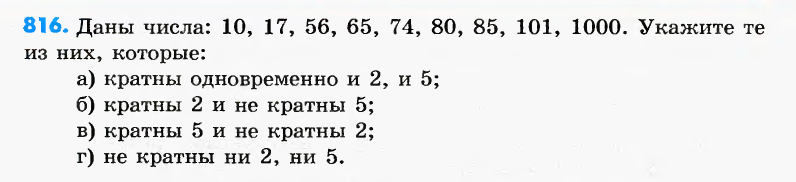 816. Даны числа: 10, 17, 56, 65, 74, 80, 85, 101, 1000. Укажите те
из них, которые:
а) кратны одновременно и 2, и 5;
б) кратны 2 и не кратны 5;
в) кратны 5 и не кратны 2;
г) не кратны ни 2, ни 5.